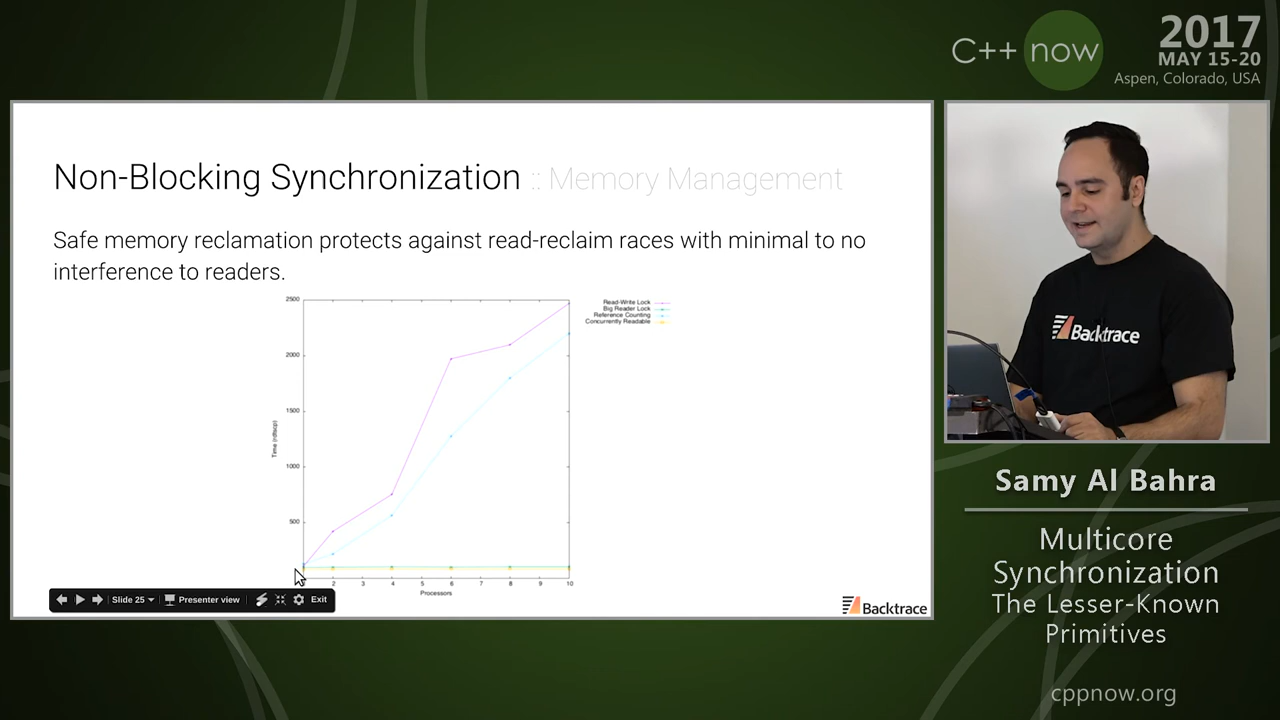 C++ now
2017
MAY 15-20
Aspen, Colorado, USA
Non-Blocking Synchronization :: Memory Management
Safe memory reclamation protects against read-reclaim races with minimal to no
interference to readers.
2500
2000
1500
1000
500
Time (rdtscp)
2
3
4
5
6
7
8
9
10
Processors
Read-Write Lock
Big Reader Lock
Reference Counting
Concurrently Readable
Slide 25
Presenter view
Exit
Backtrace
Backtrace
Samy Al Bahra
Multicore
Synchronization
The Lesser-Known
Primitives
cppnow.org